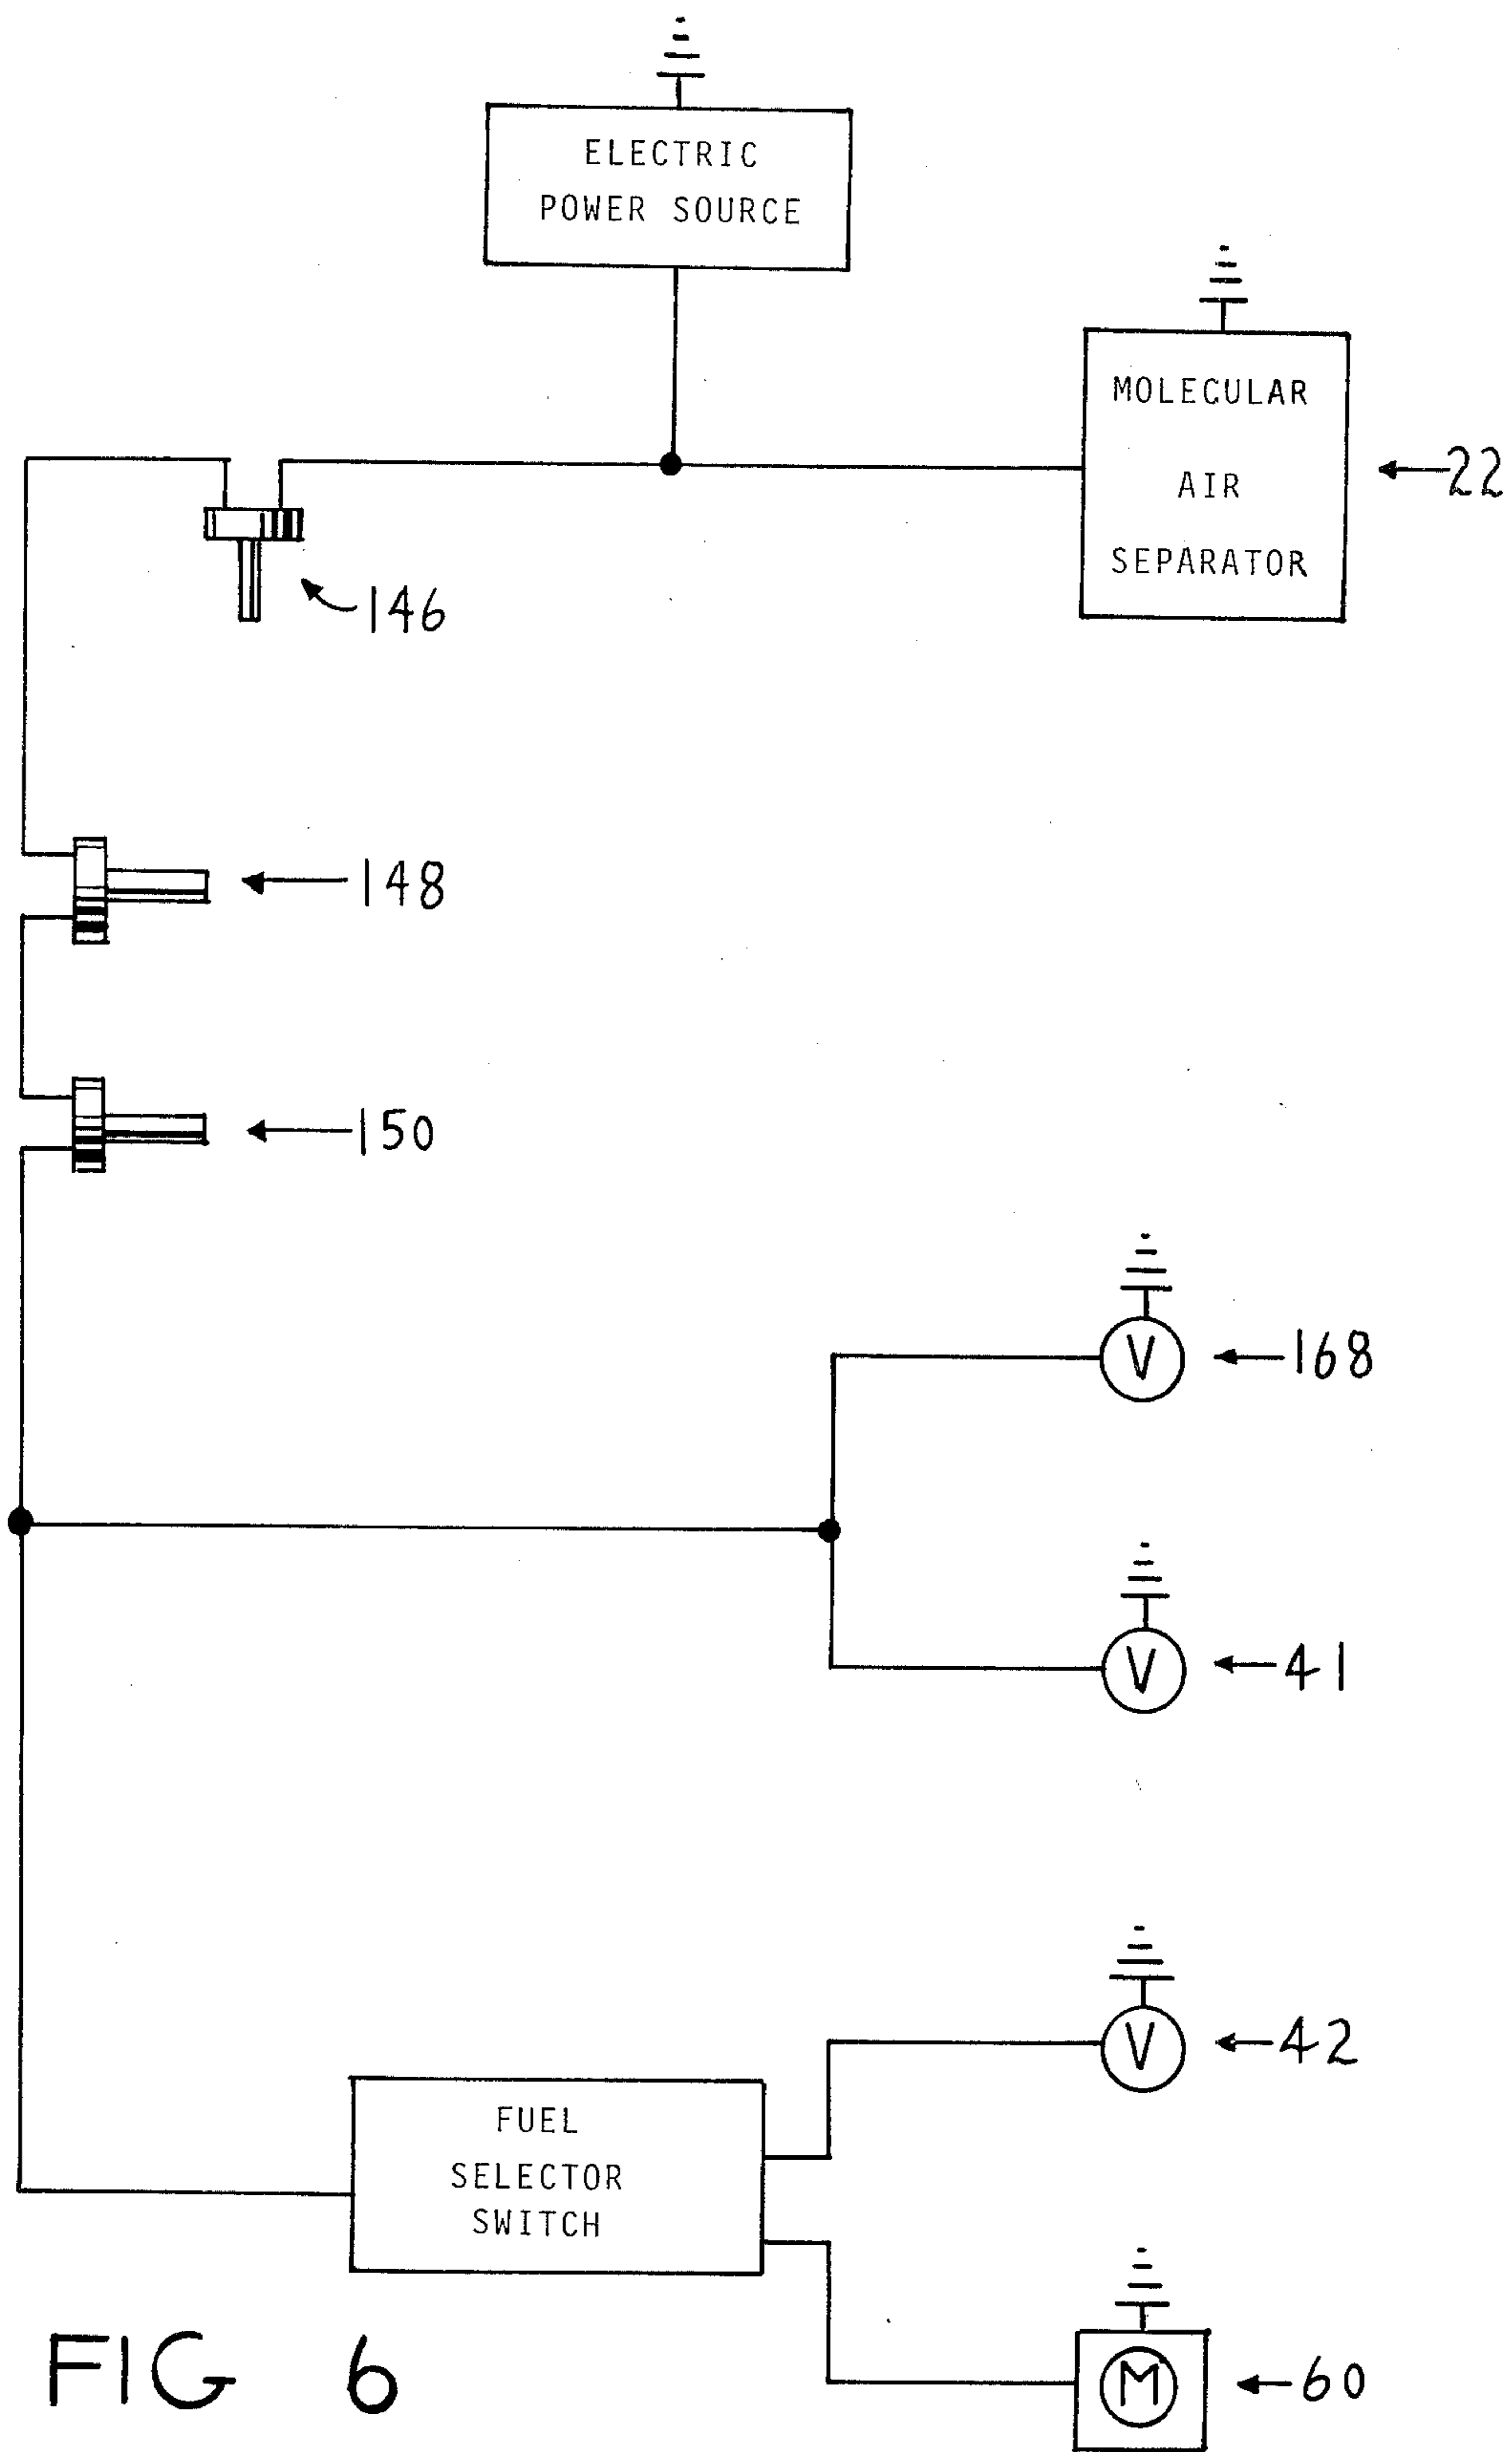 ELECTRIC
POWER SOURCE
MOLECULAR
AIR
SEPARATOR
22
146
148
150
168
V
41
V
42
V
FUEL
SELECTOR
SWITCH
60
M
FIG 6